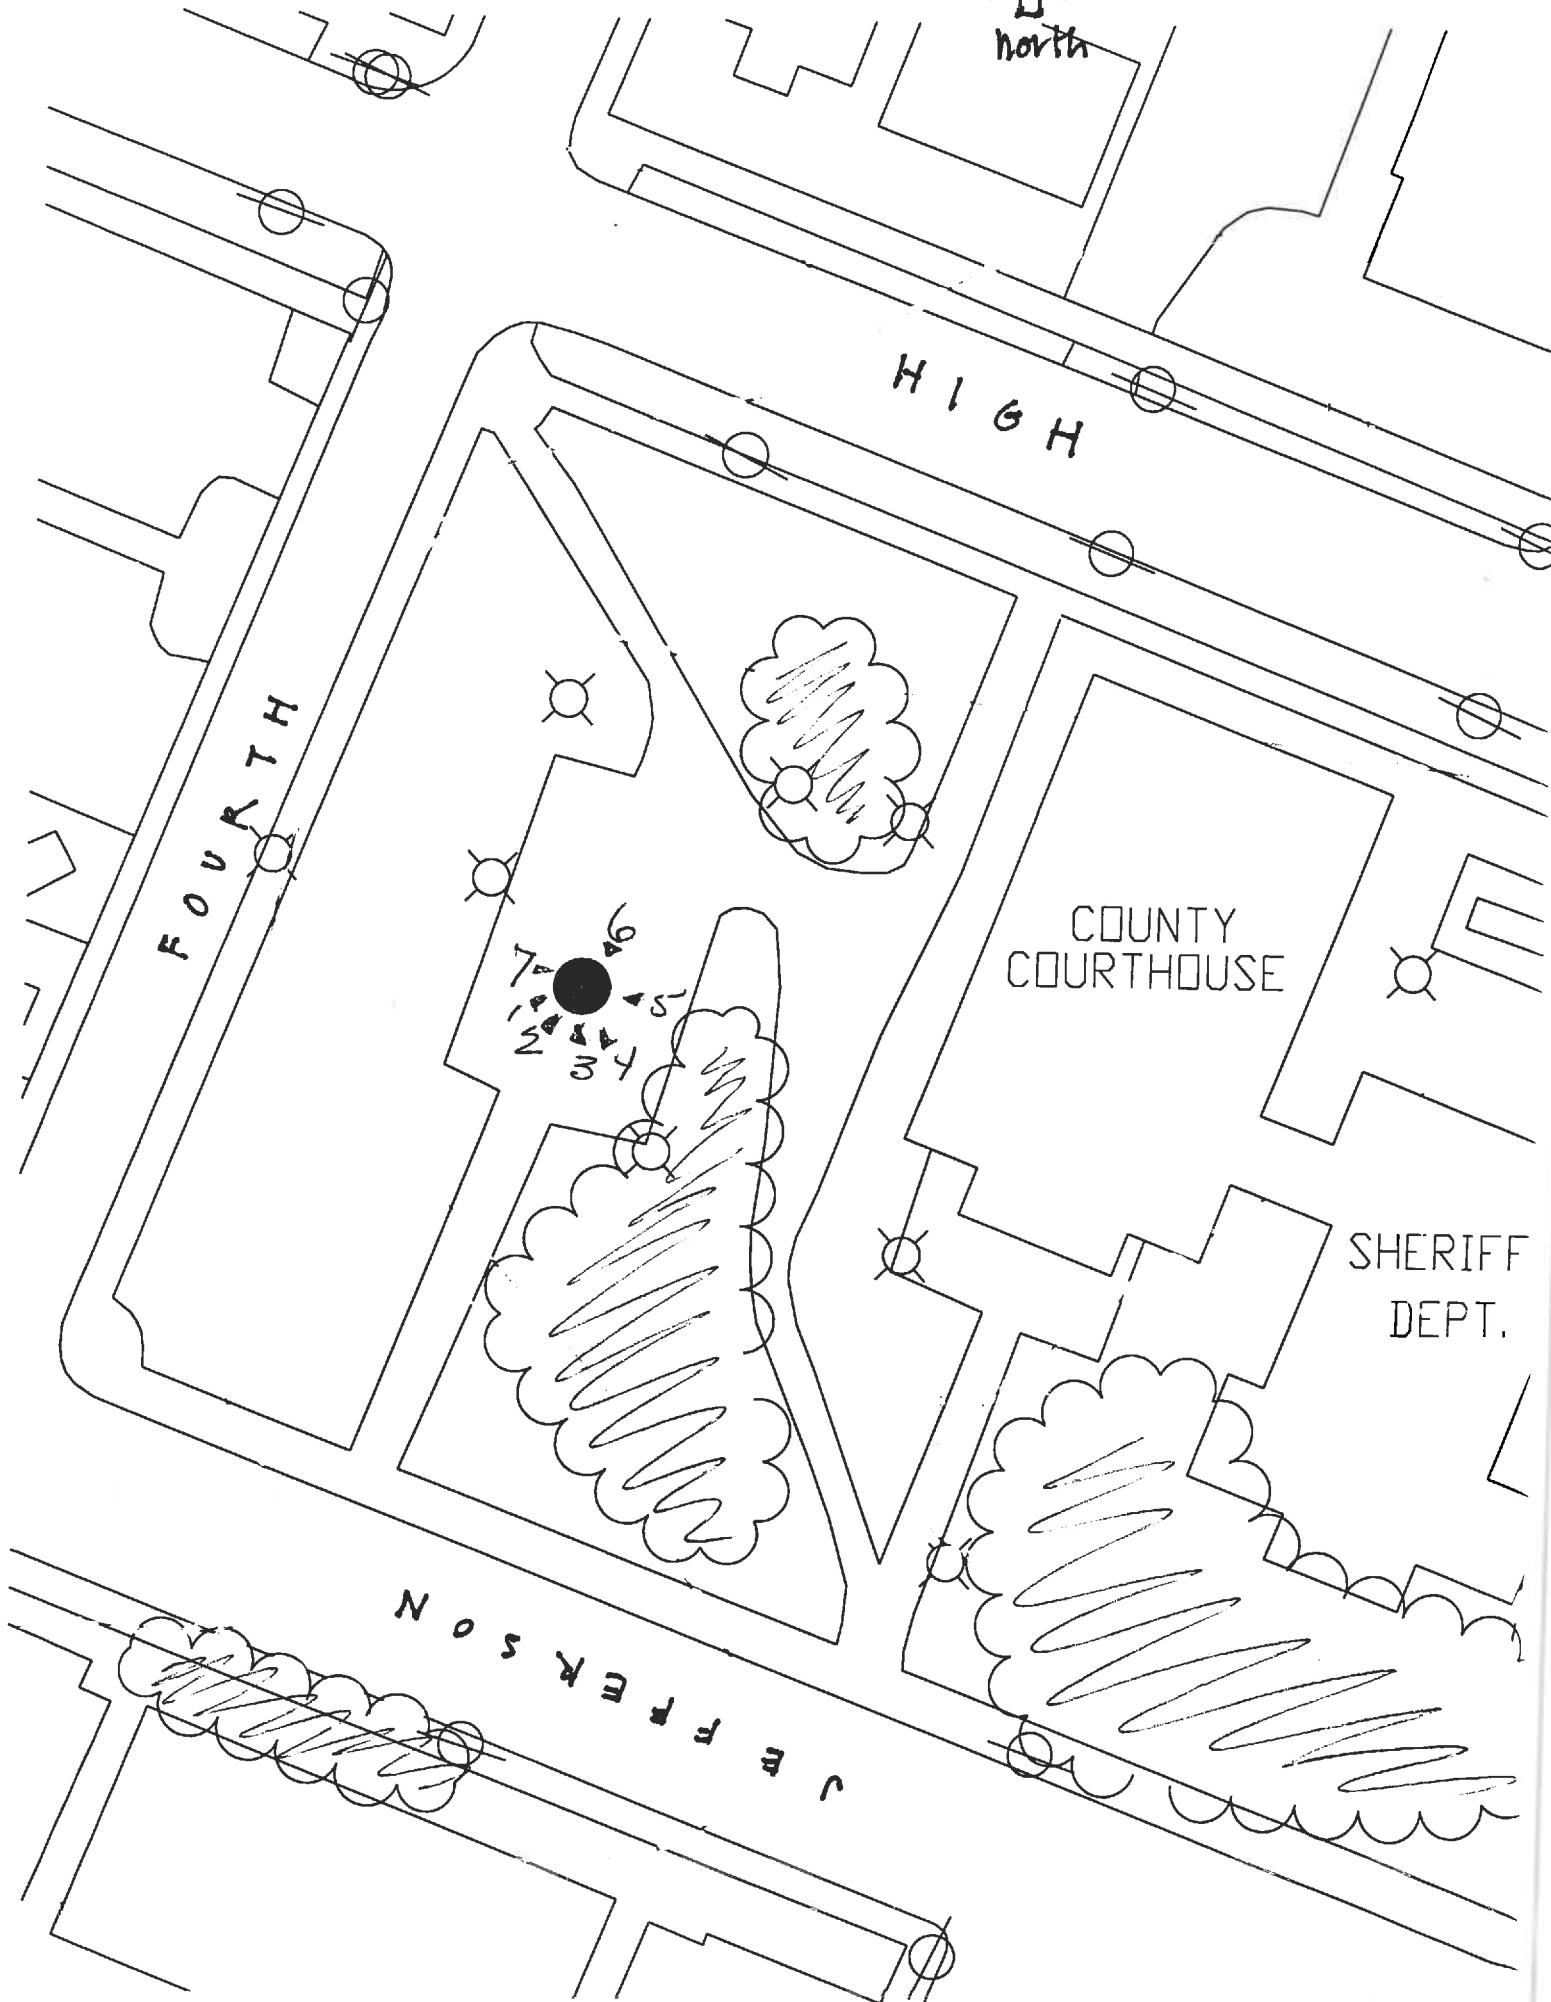 north
HIGH
FOURTH
COUNTY
COURTHOUSE
6
7
5
1
2
3 4
SHERIFF
DEPT.
JEFFERSON